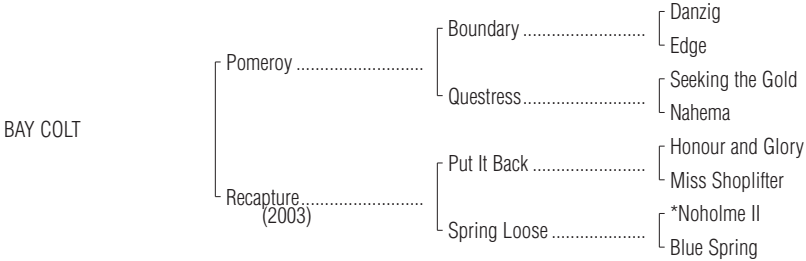 Danzig
Boundary ..........................
Edge
Pomeroy ...........................
Seeking the Gold
Questress..........................
Nahema
BAY COLT
Honour and Glory
Put It Back ........................
Miss Shoplifter
Recapture..........................
(2003)
*Noholme II
Spring Loose ....................
Blue Spring